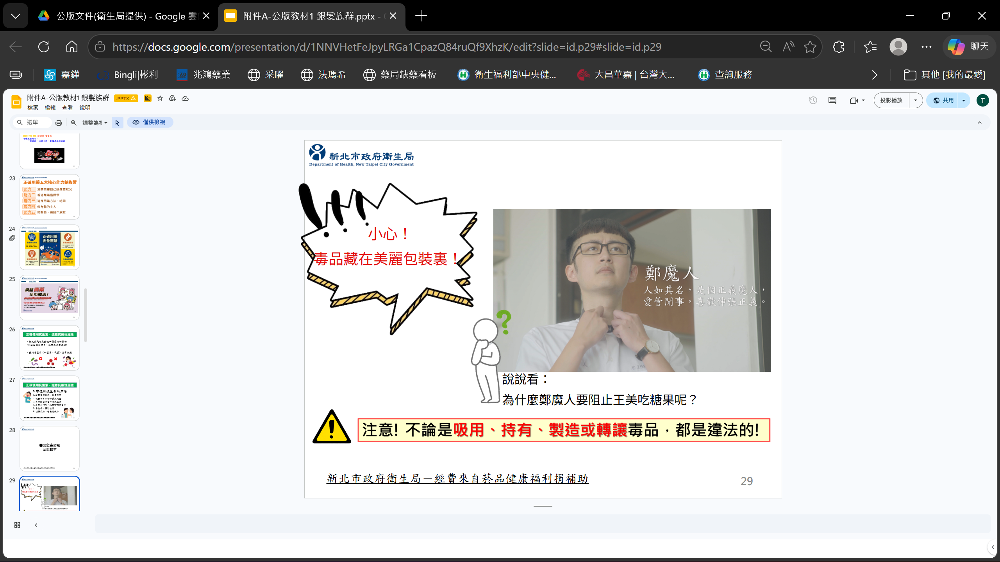 公版文件(衛生局提供) - Google 雲
附件A-公版教材1 銀髮族群.pptx -
https://docs.google.com/presentation/d/1NNVHetFeJpyLRGa1CpazQ84ruQf9XhzK/edit?slide=id.p29#slide=id.p29
聊天
嘉鏵
Bingli|彬利
兆鴻藥業
采曜
法瑪希
藥局缺藥看板
衛生福利部中央健...
大昌華嘉 | 台灣大...
查詢服務
其他 [我的最愛]
附件A-公版教材1 銀髮族群
.PPTX
檔案 編輯 查看 說明
投影播放
共用
T
選單
調整為
僅供檢視
23
正確用藥五大核心能力總複習
能力一 清楚表達自己的身體狀況
能力二 看清楚藥品標示
能力三 清楚用藥方法、時間
能力四 做身體的主人
能力五 與醫師、藥師作朋友
24
正確用藥
安全駕駛
25
網路賣藥
小心觸法!
26
正確使用抗生素，遠離抗藥性風險
27
正確使用抗生素，遠離抗藥性風險
正確使用抗生素的方法
28
毒品危害防制
公版教材
29
新北市政府衛生局
Department of Health, New Taipei City Government
小心！
毒品藏在美麗包裝裏！
鄭魔人
人如其名，是個正義魔人，
愛管閒事，喜歡伸張正義。
說說看：
為什麼鄭魔人要阻止王美吃糖果呢？
注意! 不論是吸用、持有、製造或轉讓毒品，都是違法的!
新北市政府衛生局－經費來自菸品健康福利捐補助
29